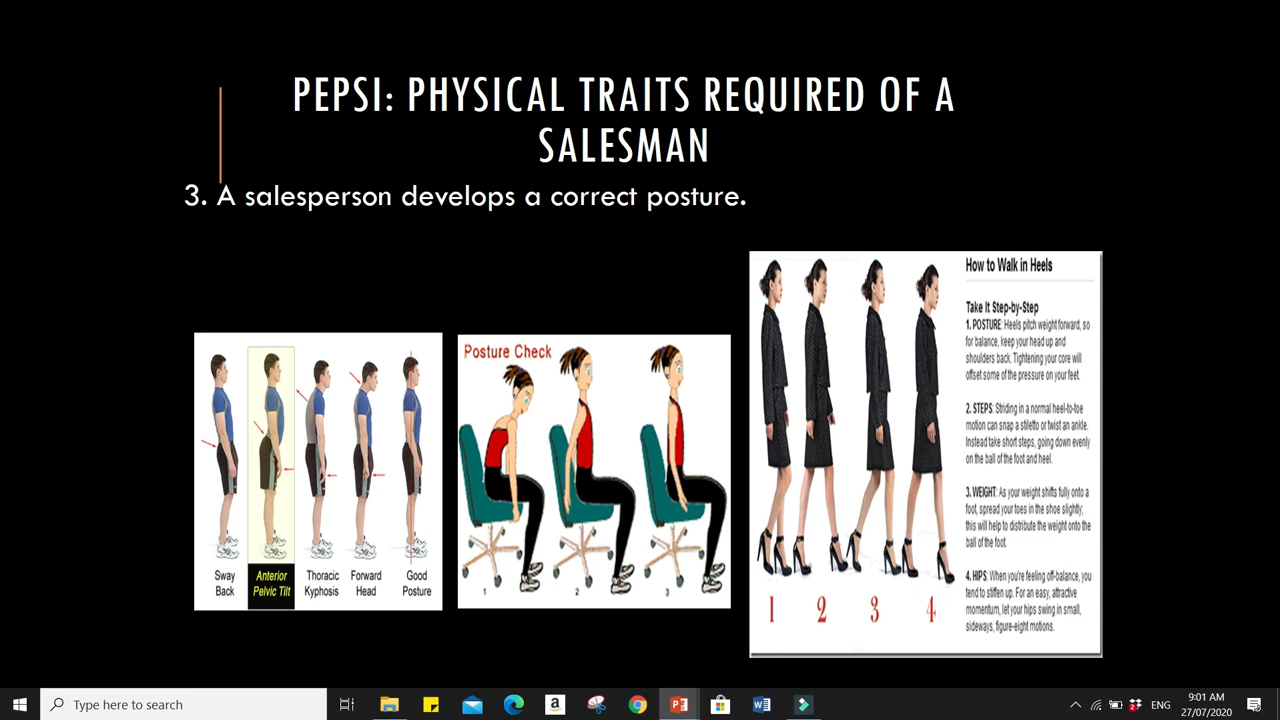 PEPSI: PHYSICAL TRAITS REQUIRED OF A
SALESMAN
3. A salesperson develops a correct posture.
Sway
Back
Anterior
Pelvic Tilt
Thoracic
Kyphosis
Forward
Head
Good
Posture
Posture Check
1
2
3
How to Walk in Heels
Take It Step-by-Step
1. POSTURE: Heels pitch weight forward, so
for balance, keep your head up and
shoulders back. Tightening your core will
offset some of the pressure on your feet.
2. STEPS: Striding in a normal heel-to-toe
motion can snap a stiletto or twist an ankle.
Instead take short steps, going down evenly
on the ball of the foot and heel.
3. WEIGHT: As your weight shifts fully onto a
foot, spread your toes in the shoe slightly;
this will help to distribute the weight onto the
ball of the foot.
4. HIPS: When you're feeling off-balance, you
tend to stiffen up. For an easy, attractive
momentum, let your hips swing in small,
sideways, figure-eight motions.
1 2 3 4
Type here to search
ENG
9:01 AM
27/07/2020